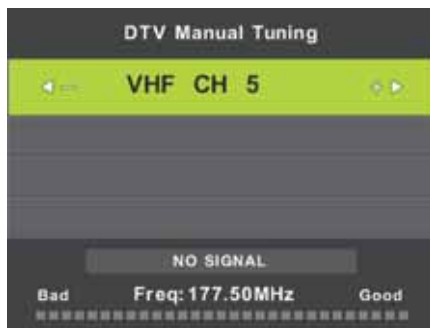 DTV Manual Tuning
VHF CH 5
NO SIGNAL
Bad Freq:177.50MHz Good